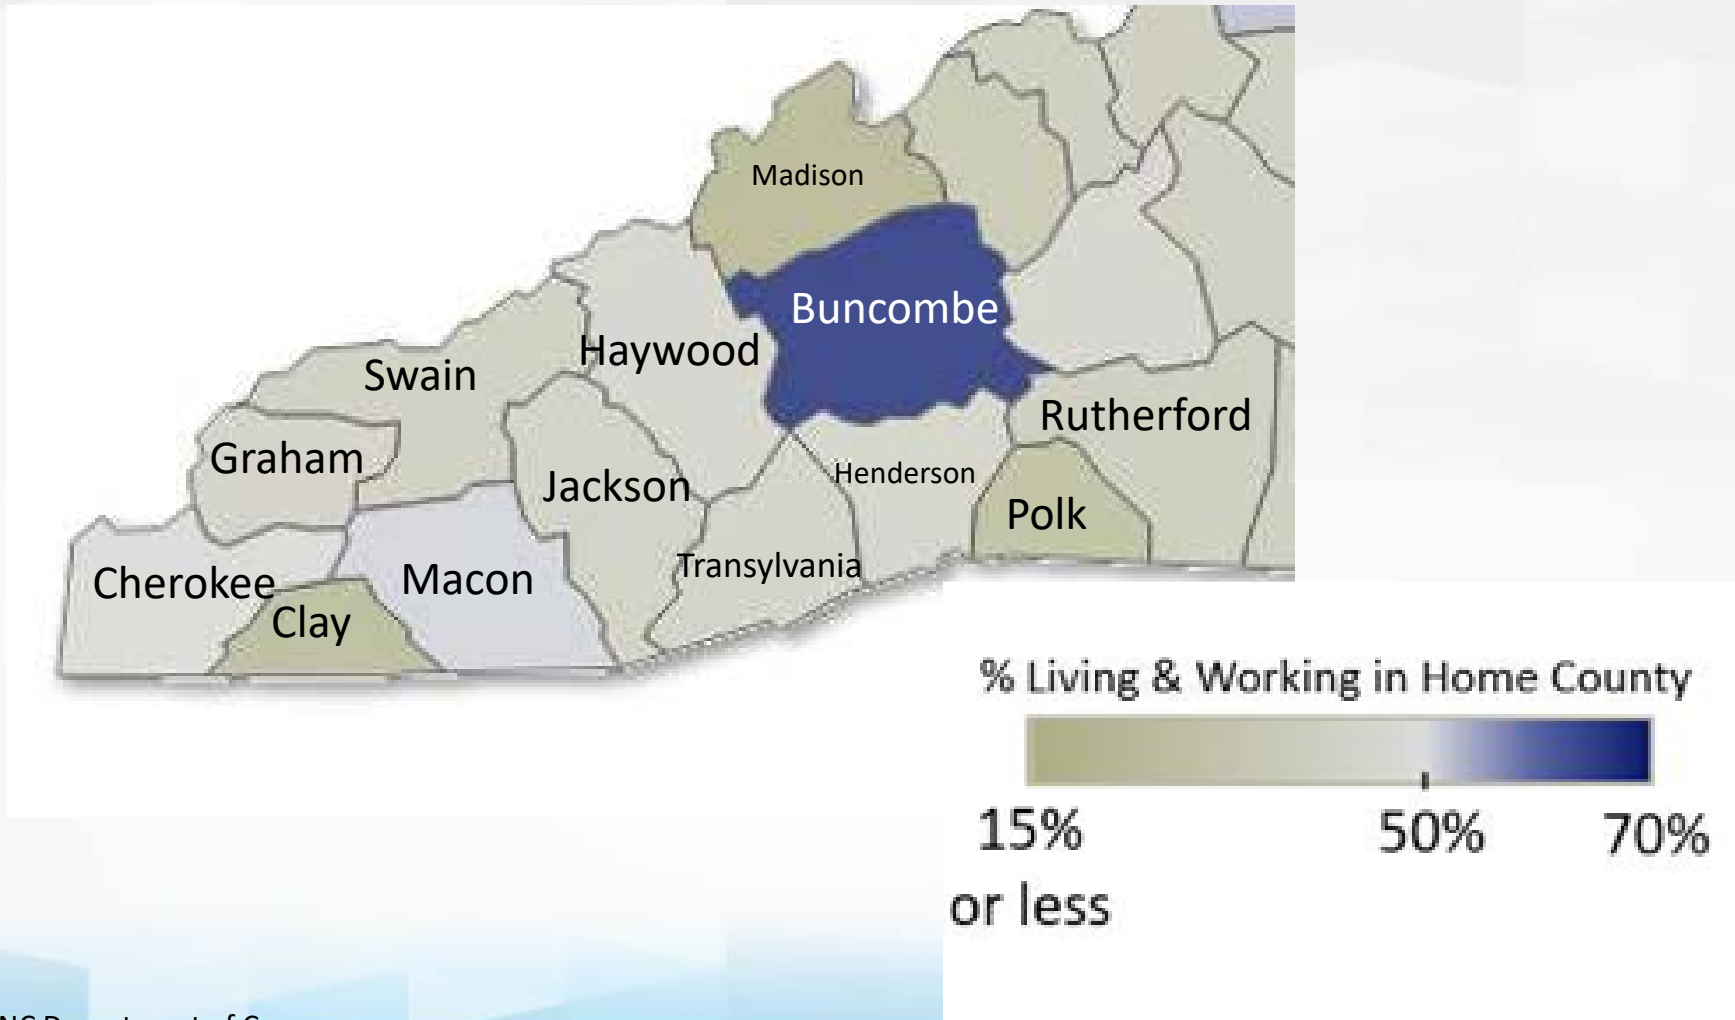 Madison
Buncombe
Haywood
Swain
Rutherford
Graham
Henderson
Jackson
Polk
Transylvania
Cherokee
Macon
Clay
% Living & Working in Home County
15%
50%
70%
or less